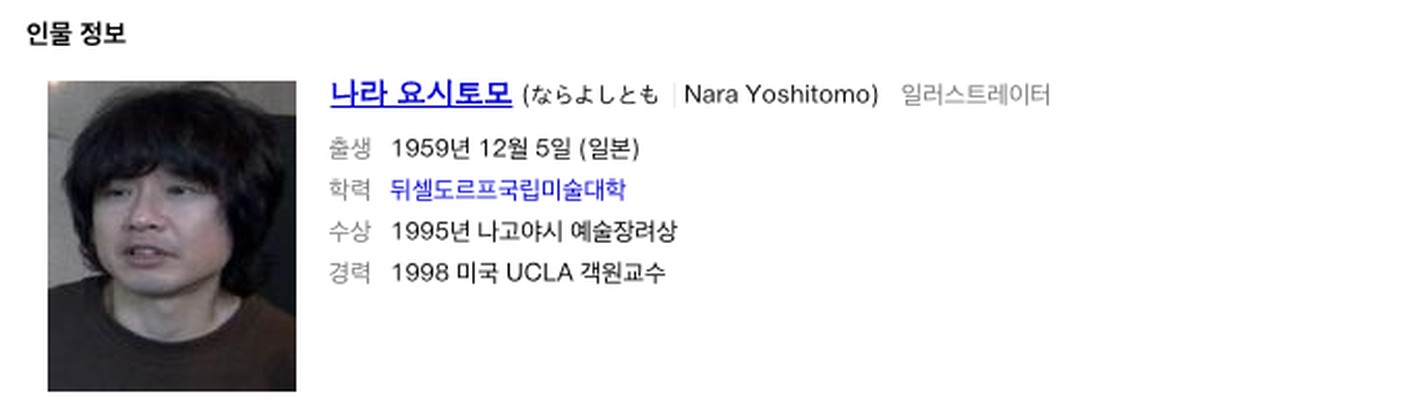 인물 정보
나라 요시토모 (ならよしとも | Nara Yoshitomo) 일러스트레이터
출생 1959년 12월 5일 (일본)
학력 뒤셀도르프국립미술대학
수상 1995년 나고야시 예술장려상
경력 1998 미국 UCLA 객원교수